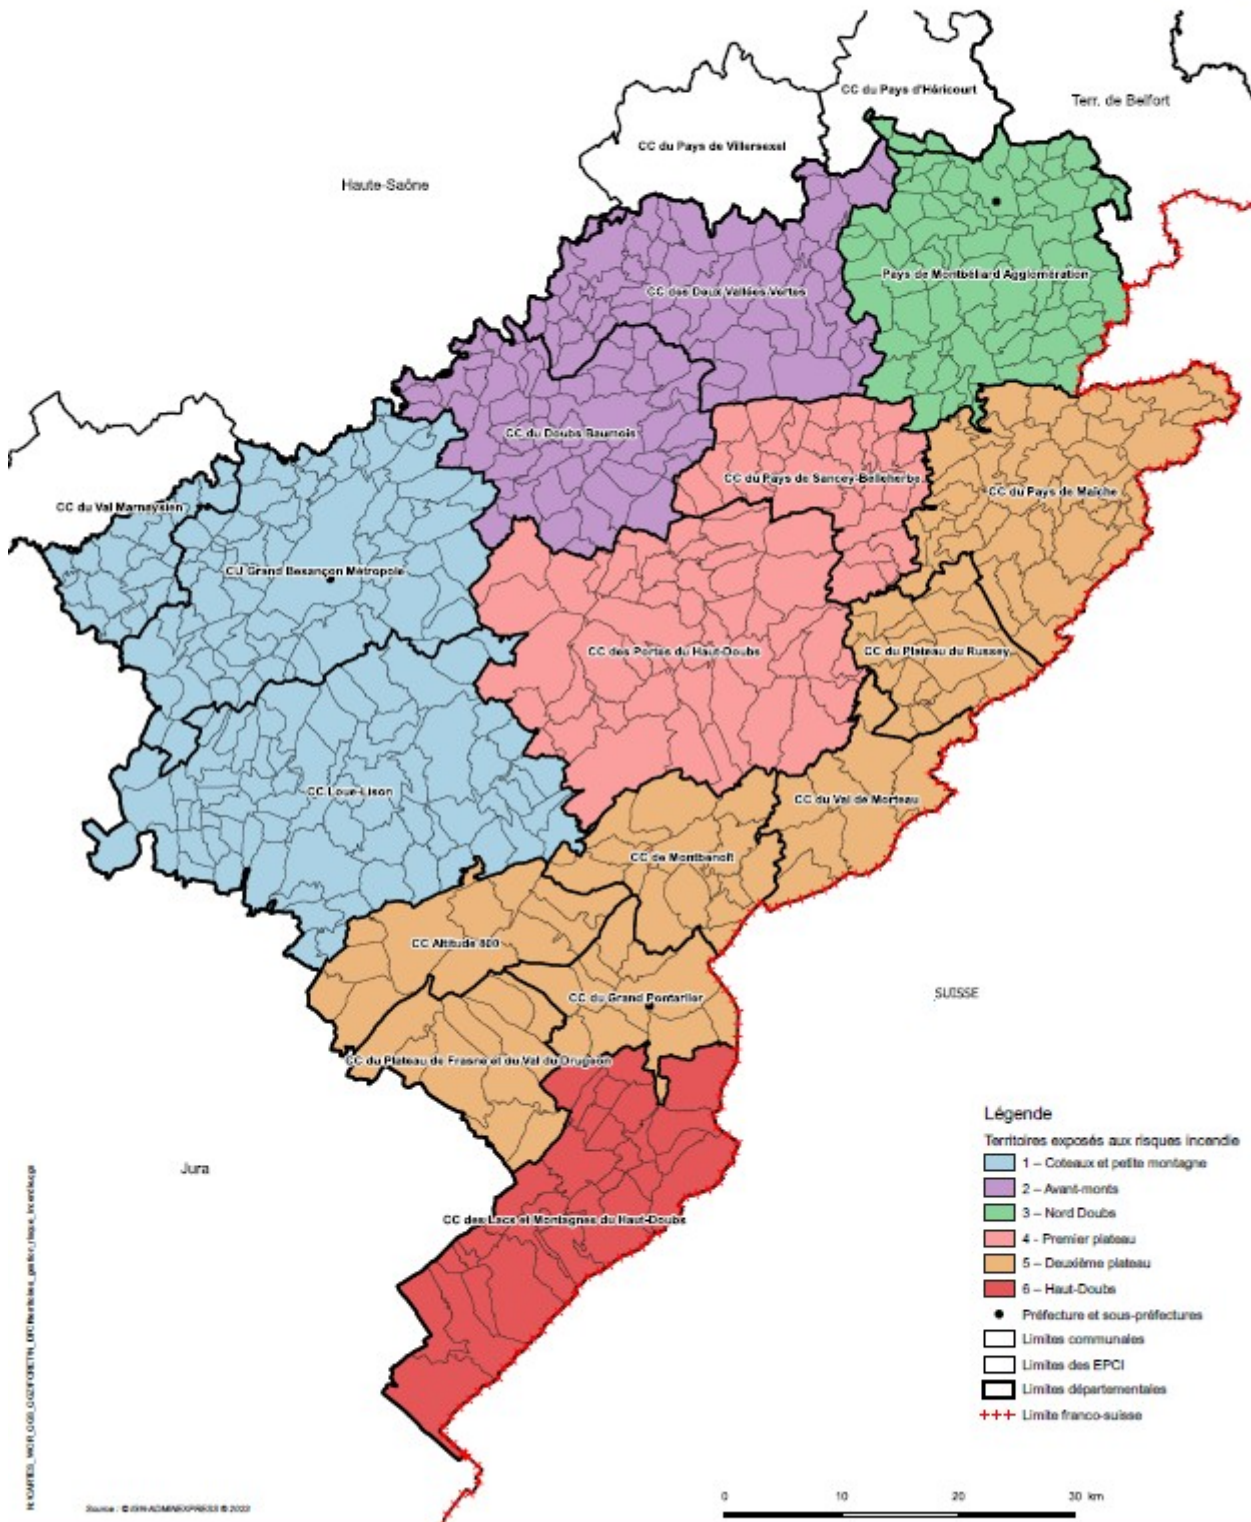 CC du Pays d'Héricourt
Terr. de Belfort
CC du Pays de Villersexel
Haute-Saône
Pays de Montbéliard Agglomération
CC des Deux Vallées Vertes
CC du Doubs Baumois
CC du Pays de Sancey-Belleherbe
CC du Pays de Maîche
CC du Val Marnaysien
CU Grand Besançon Métropole
CC des Portes du Haut-Doubs
CC du Plateau du Russey
CC Loue-Lison
CC du Val de Morteau
CC de Montbenoît
CC Altitude 800
CC du Grand Pontarlier
SUISSE
CC du Plateau de Frasne et du Val du Drugeon
Jura
CC des Lacs et Montagnes du Haut-Doubs
Légende
Territoires exposés aux risques incendie
1 – Coteaux et petite montagne
2 – Avant-monts
3 – Nord Doubs
4 - Premier plateau
5 – Deuxième plateau
6 – Haut-Doubs
Préfecture et sous-préfectures
Limites communales
Limites des EPCI
Limites départementales
Limite franco-suisse
Source : © IGN-ADMINEXPRESS ® 2022
0 10 20 30 km